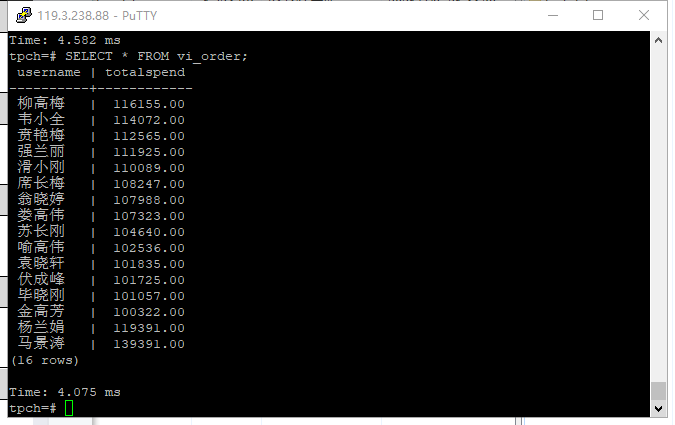 119.3.238.88 - PuTTY
Time: 4.582 ms
tpch=# SELECT * FROM vi_order;
 username | totalspend
----------+------------
 柳高梅   |  116155.00
 韦小全   |  114072.00
 贲艳梅   |  112565.00
 强兰丽   |  111925.00
 滑小刚   |  110089.00
 席长梅   |  108247.00
 翁晓婷   |  107988.00
 娄高伟   |  107323.00
 苏长刚   |  104640.00
 喻高伟   |  102536.00
 袁晓轩   |  101835.00
 伏成峰   |  101725.00
 毕晓刚   |  101057.00
 金高芳   |  100322.00
 杨兰娟   |  119391.00
 马景涛   |  139391.00
(16 rows)
Time: 4.075 ms
tpch=#